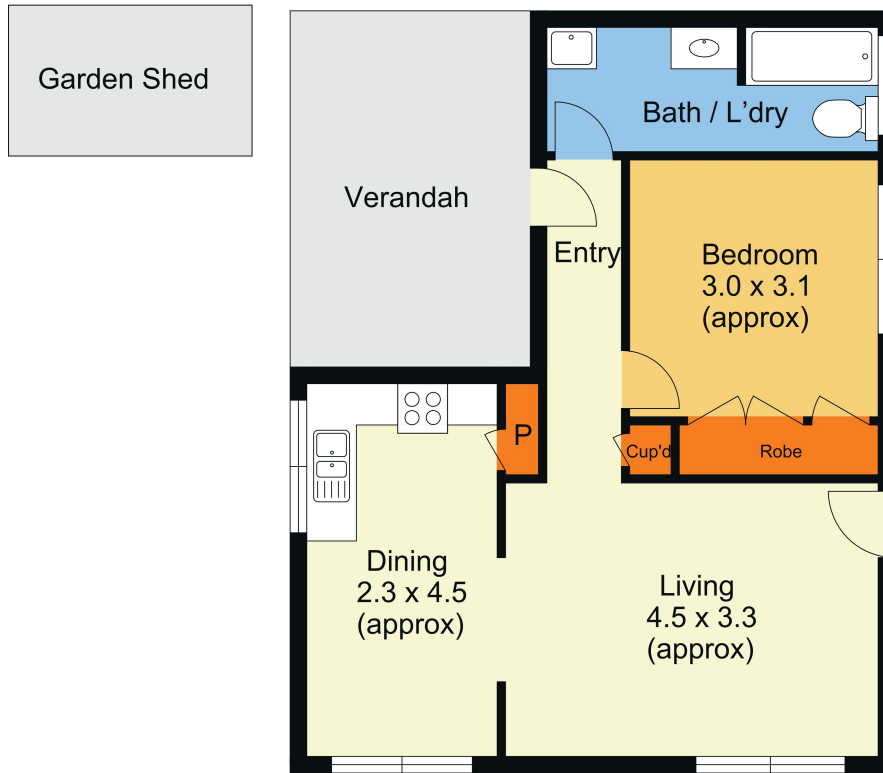 Garden Shed
Bath / L'dry
Verandah
Entry
Bedroom
3.0 x 3.1
(approx)
P
Cup'd
Robe
Dining
2.3 x 4.5
(approx)
Living
4.5 x 3.3
(approx)